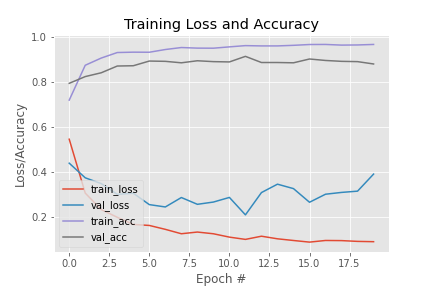 Training Loss and Accuracy
1.0
0.8
0.6
0.4
0.2
Loss/Accuracy
train_loss
val_loss
train_acc
val_acc
0.0 2.5 5.0 7.5 10.0 12.5 15.0 17.5
Epoch #